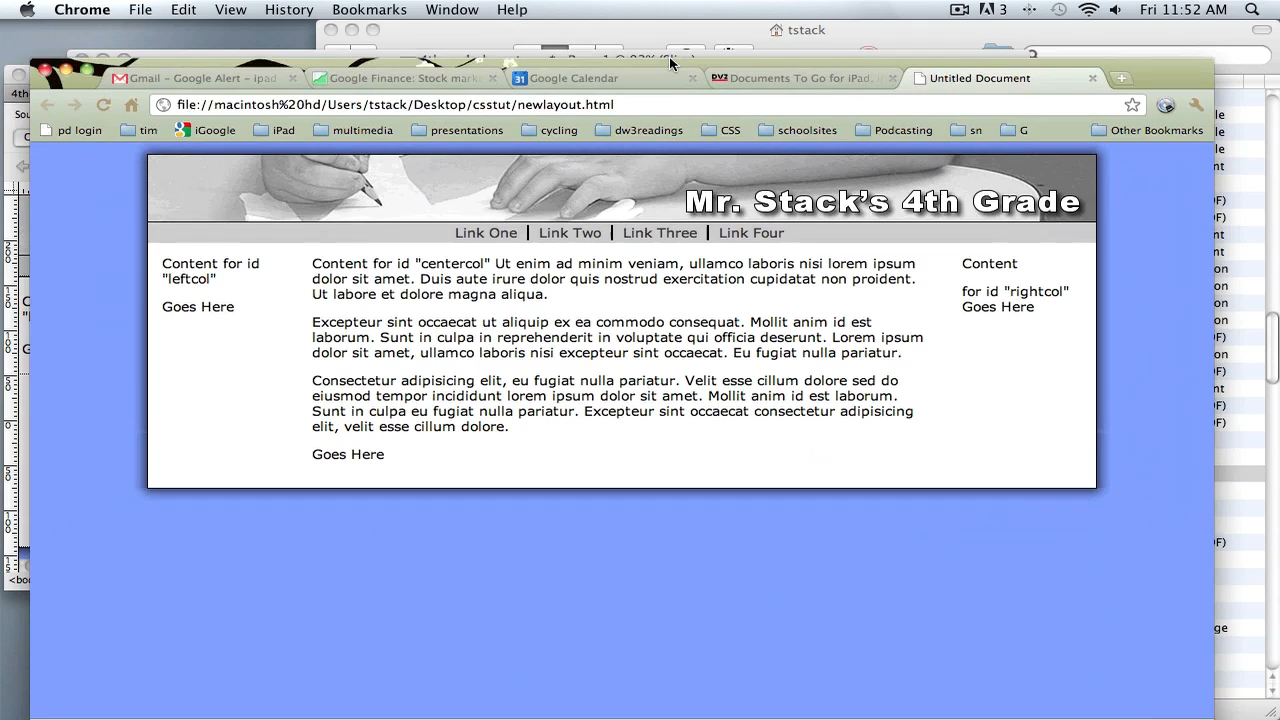 Chrome File Edit View History Bookmarks Window Help 3 Fri 11:52 AM
tstack
Gmail – Google Alert – ipad Google Finance: Stock mark 31 Google Calendar DV2 Documents To Go for iPad, i Untitled Document
file://macintosh%20hd/Users/tstack/Desktop/csstut/newlayout.html
pd login tim iGoogle iPad multimedia presentations cycling dw3readings CSS schoolsites Podcasting sn G Other Bookmarks
Mr. Stack's 4th Grade
Link One Link Two Link Three Link Four
Content for id
"leftcol"
Goes Here
Content for id "centercol" Ut enim ad minim veniam, ullamco laboris nisi lorem ipsum
dolor sit amet. Duis aute irure dolor quis nostrud exercitation cupidatat non proident.
Ut labore et dolore magna aliqua.
Excepteur sint occaecat ut aliquip ex ea commodo consequat. Mollit anim id est
laborum. Sunt in culpa in reprehenderit in voluptate qui officia deserunt. Lorem ipsum
dolor sit amet, ullamco laboris nisi excepteur sint occaecat. Eu fugiat nulla pariatur.
Consectetur adipisicing elit, eu fugiat nulla pariatur. Velit esse cillum dolore sed do
eiusmod tempor incididunt lorem ipsum dolor sit amet. Mollit anim id est laborum.
Sunt in culpa eu fugiat nulla pariatur. Excepteur sint occaecat consectetur adipisicing
elit, velit esse cillum dolore.
Goes Here
Content
for id "rightcol"
Goes Here